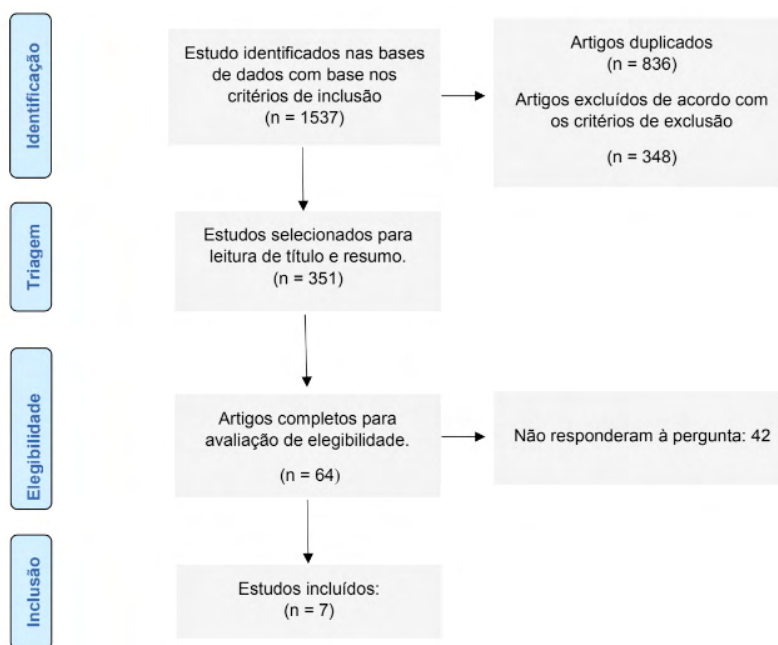 Identificação
Estudo identificados nas bases
de dados com base nos
critérios de inclusão
(n = 1537)
Artigos duplicados
(n = 836)
Artigos excluídos de acordo com
os critérios de exclusão
(n = 348)
Triagem
Estudos selecionados para
leitura de título e resumo.
(n = 351)
Elegibilidade
Artigos completos para
avaliação de elegibilidade.
(n = 64)
Não responderam à pergunta: 42
Inclusão
Estudos incluídos:
(n = 7)